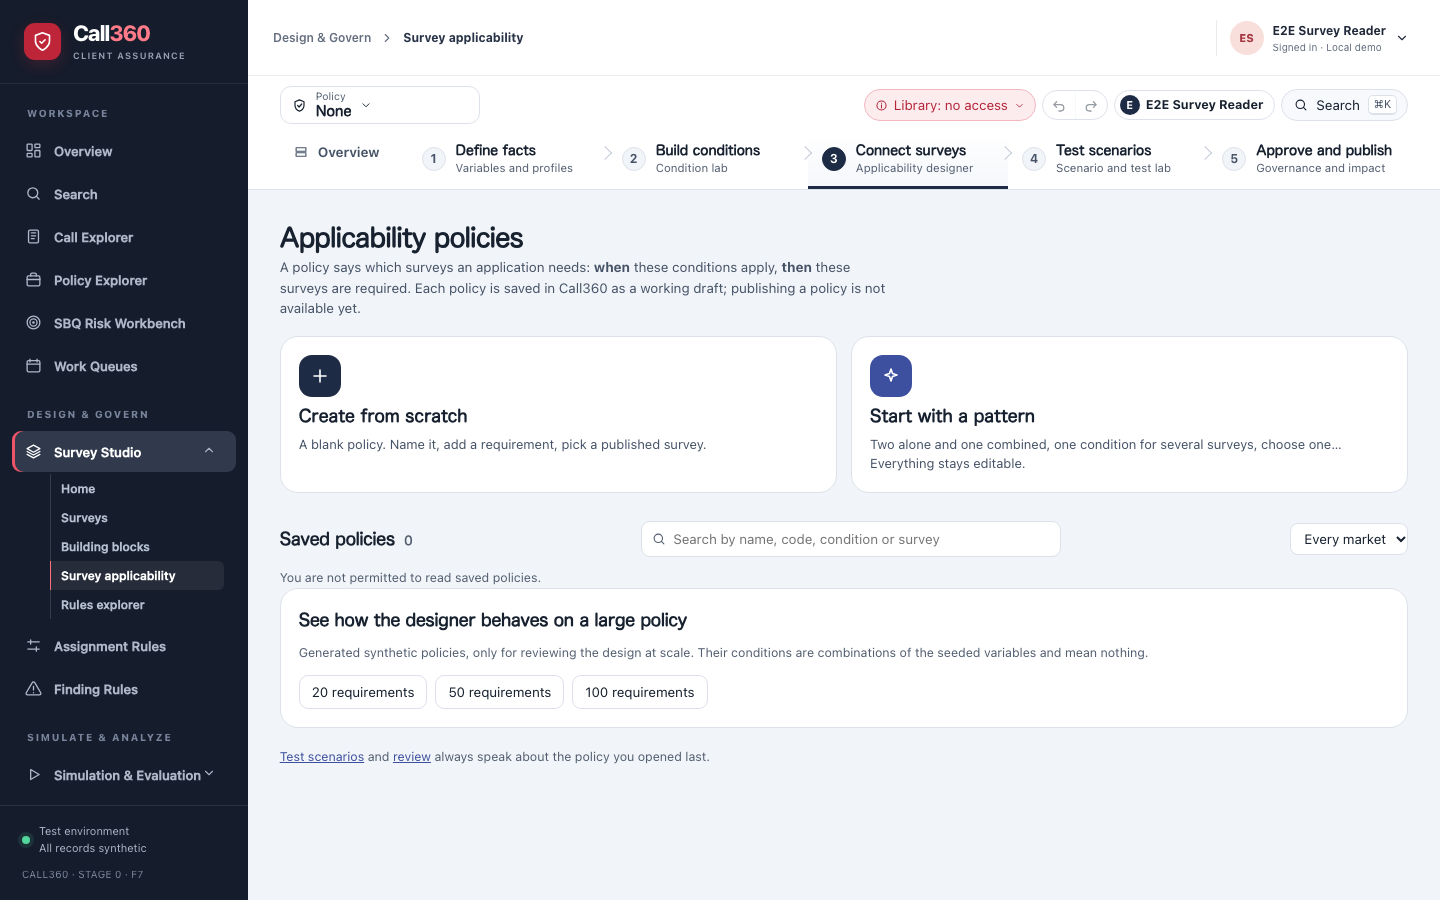 Call360
CLIENT ASSURANCE
WORKSPACE
Overview
Search
Call Explorer
Policy Explorer
SBQ Risk Workbench
Work Queues
DESIGN & GOVERN
Survey Studio
Home
Surveys
Building blocks
Survey applicability
Rules explorer
Assignment Rules
Finding Rules
SIMULATE & ANALYZE
Simulation & Evaluation
Test environment
All records synthetic
CALL360 · STAGE 0 · F7
Design & Govern > Survey applicability
ES
E2E Survey Reader
Signed in · Local demo
Policy
None
Library: no access
E E2E Survey Reader
Search ⌘K
Overview
1 Define facts
Variables and profiles
2 Build conditions
Condition lab
3 Connect surveys
Applicability designer
4 Test scenarios
Scenario and test lab
5 Approve and publish
Governance and impact
Applicability policies
A policy says which surveys an application needs: when these conditions apply, then these
surveys are required. Each policy is saved in Call360 as a working draft; publishing a policy is not
available yet.
Create from scratch
A blank policy. Name it, add a requirement, pick a published survey.
Start with a pattern
Two alone and one combined, one condition for several surveys, choose one...
Everything stays editable.
Saved policies 0
Search by name, code, condition or survey
Every market
You are not permitted to read saved policies.
See how the designer behaves on a large policy
Generated synthetic policies, only for reviewing the design at scale. Their conditions are combinations of the seeded variables and mean nothing.
20 requirements
50 requirements
100 requirements
Test scenarios and review always speak about the policy you opened last.